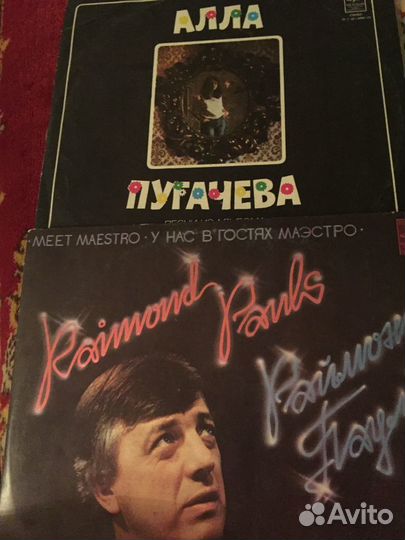 АЛЛА
ПУГАЧЕВА
MEET MAESTRO · У НАС В ГОСТЯХ МАЭСТРО ·
Raimond Pauls
Avito